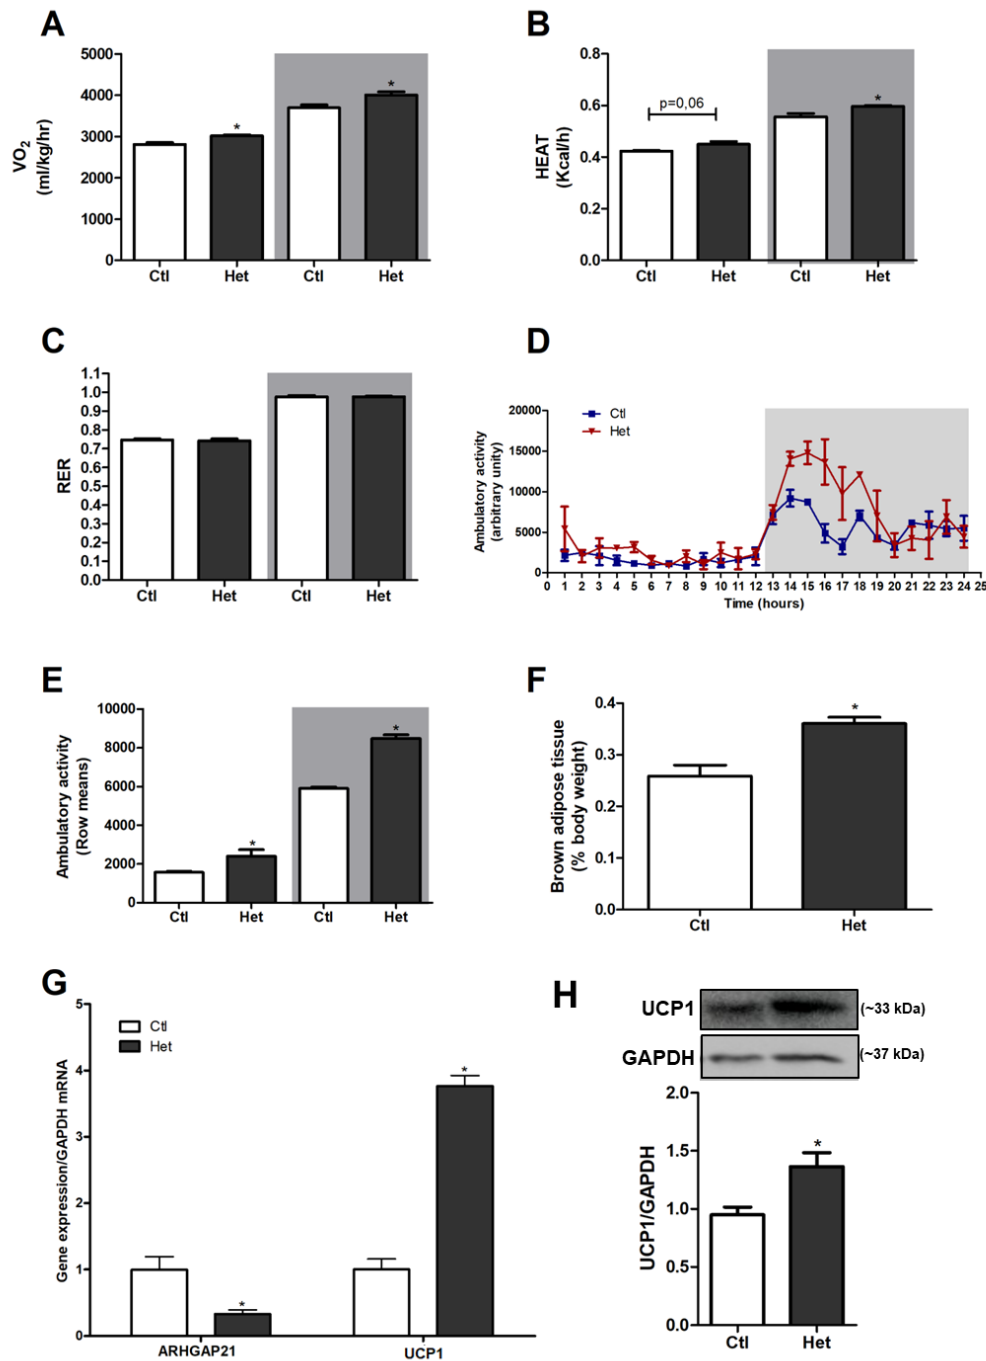 A
VO2
(ml/kg/hr)
5000
4000
3000
2000
1000
0
*
*
Ctl Het Ctl Het
B
HEAT
(Kcal/h)
0.8
0.6
0.4
0.2
0.0
p=0,06
*
Ctl Het Ctl Het
C
RER
1.1
1.0
0.9
0.8
0.7
0.6
0.5
0.4
0.3
0.2
0.1
0.0
Ctl Het Ctl Het
D
Ambulatory activity
(arbitrary unity)
20000
15000
10000
5000
0
Ctl
Het
0 1 2 3 4 5 6 7 8 9 10 11 12 13 14 15 16 17 18 19 20 21 22 23 24 25
Time (hours)
E
Ambulatory activity
(Row means)
10000
8000
6000
4000
2000
0
*
*
Ctl Het Ctl Het
F
Brown adipose tissue
(% body weight)
0.4
0.3
0.2
0.1
0.0
*
Ctl Het
G
Gene expression/GAPDH mRNA
5
4
3
2
1
0
Ctl
Het
*
*
ARHGAP21 UCP1
H
UCP1 (~33 kDa)
GAPDH (~37 kDa)
UCP1/GAPDH
2.0
1.5
1.0
0.5
0.0
*
Ctl Het